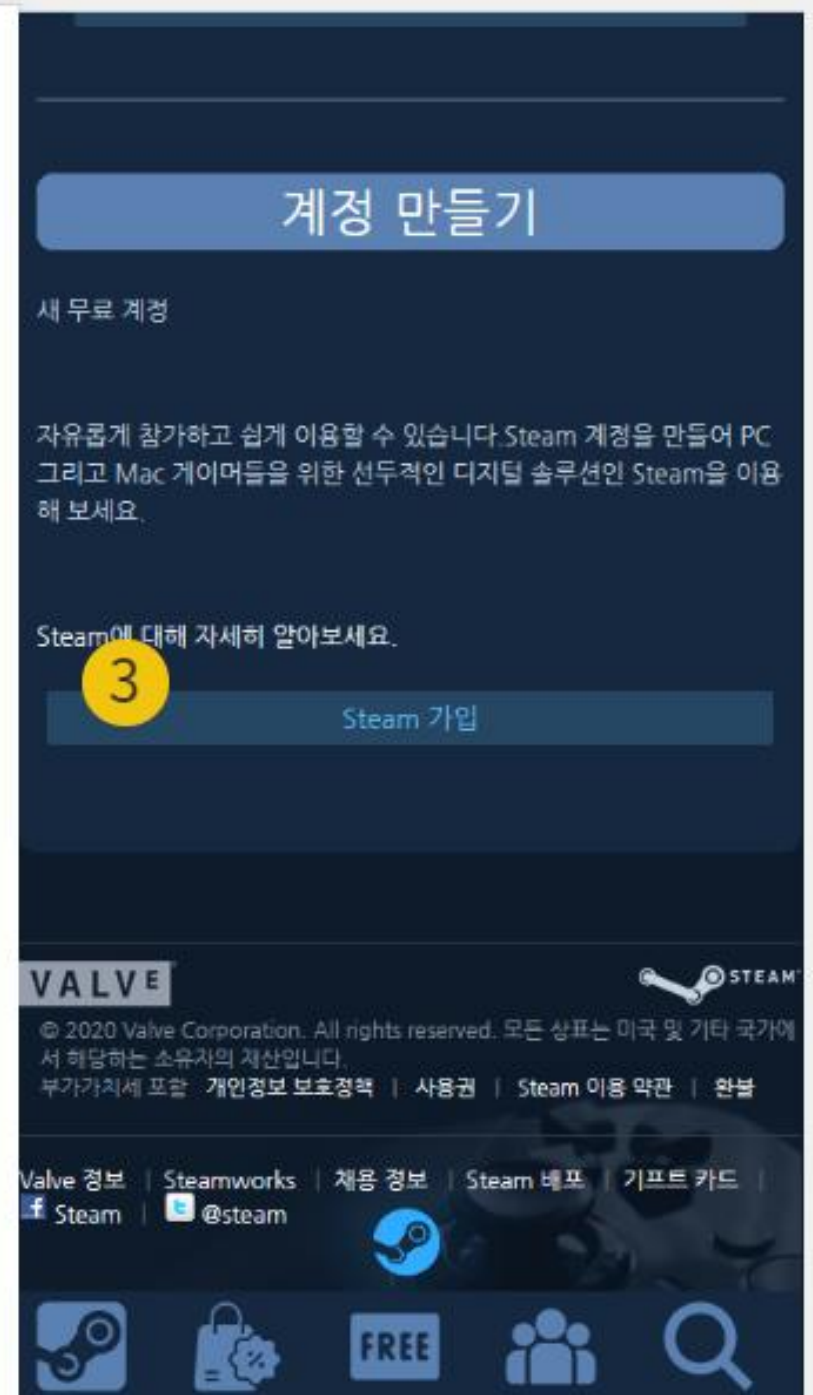 계정 만들기
새 무료 계정
자유롭게 참가하고 쉽게 이용할 수 있습니다.Steam 계정을 만들어 PC
그리고 Mac 게이머들을 위한 선두적인 디지털 솔루션인 Steam을 이용
해 보세요.
Steam에 대해 자세히 알아보세요.
3
Steam 가입
VALVE
STEAM
© 2020 Valve Corporation. All rights reserved. 모든 상표는 미국 및 기타 국가에
서 해당하는 소유자의 재산입니다.
부가가치세 포함 개인정보 보호정책 | 사용권 | Steam 이용 약관 | 환불
Valve 정보 | Steamworks | 채용 정보 | Steam 배포 | 기프트 카드 |
f Steam | t @steam
FREE